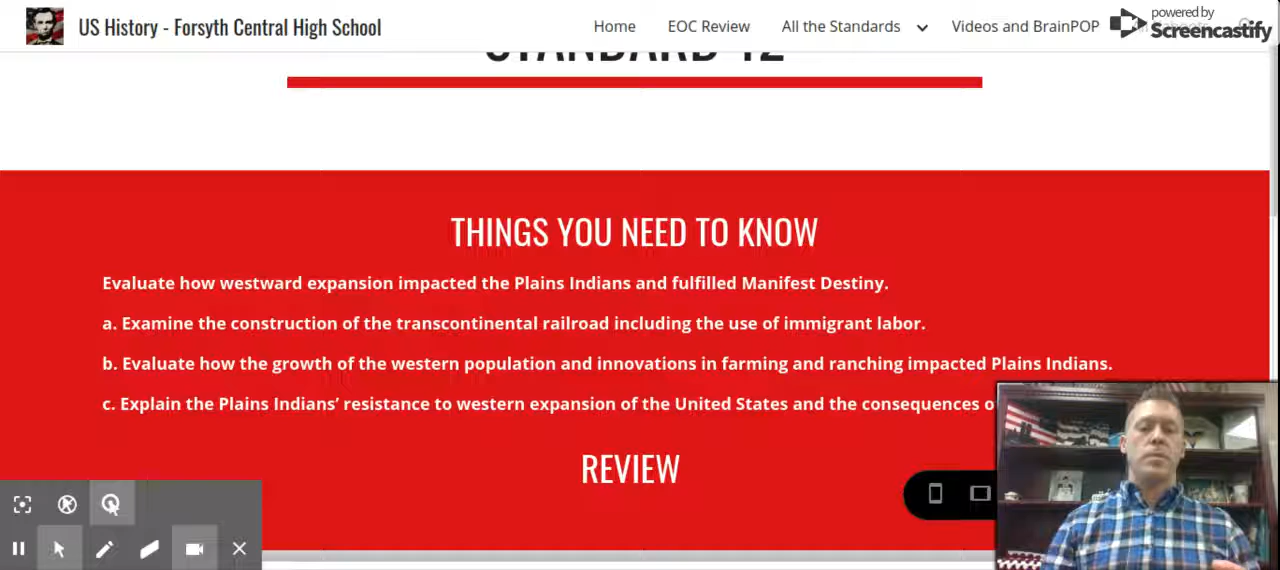 US History - Forsyth Central High School
Home
EOC Review
All the Standards
Videos and BrainPOP
powered by
Screencastify
STANDARD 12
THINGS YOU NEED TO KNOW
Evaluate how westward expansion impacted the Plains Indians and fulfilled Manifest Destiny.
a. Examine the construction of the transcontinental railroad including the use of immigrant labor.
b. Evaluate how the growth of the western population and innovations in farming and ranching impacted Plains Indians.
c. Explain the Plains Indians’ resistance to western expansion of the United States and the consequences
REVIEW